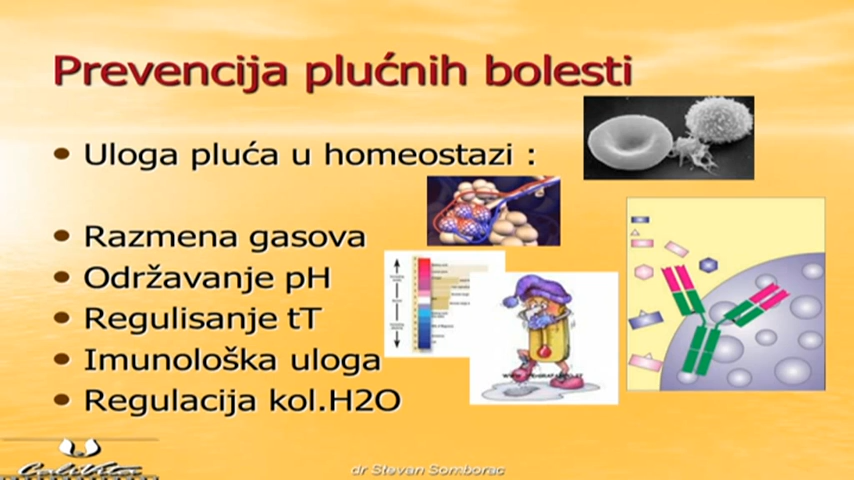 Prevencija plućnih bolesti
• Uloga pluća u homeostazi :
• Razmena gasova
• Održavanje pH
• Regulisanje tT
• Imunološka uloga
• Regulacija kol.H2O
CaliVita
dr Stevan Somborac